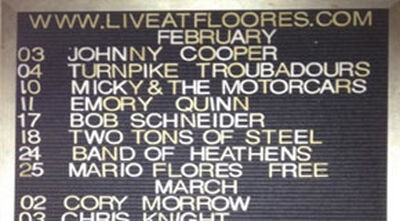 WWW.LIVEATFLOORES.COM
FEBRUARY
03 JOHNNY COOPER
04 TURNPIKE TROUBADOURS
10 MICKY & THE MOTORCARS
11 EMORY QUINN
17 BOB SCHNEIDER
18 TWO TONS OF STEEL
24 BAND OF HEATHENS
25 MARIO FLORES FREE
MARCH
02 CORY MORROW
03 CHRIS KNIGHT